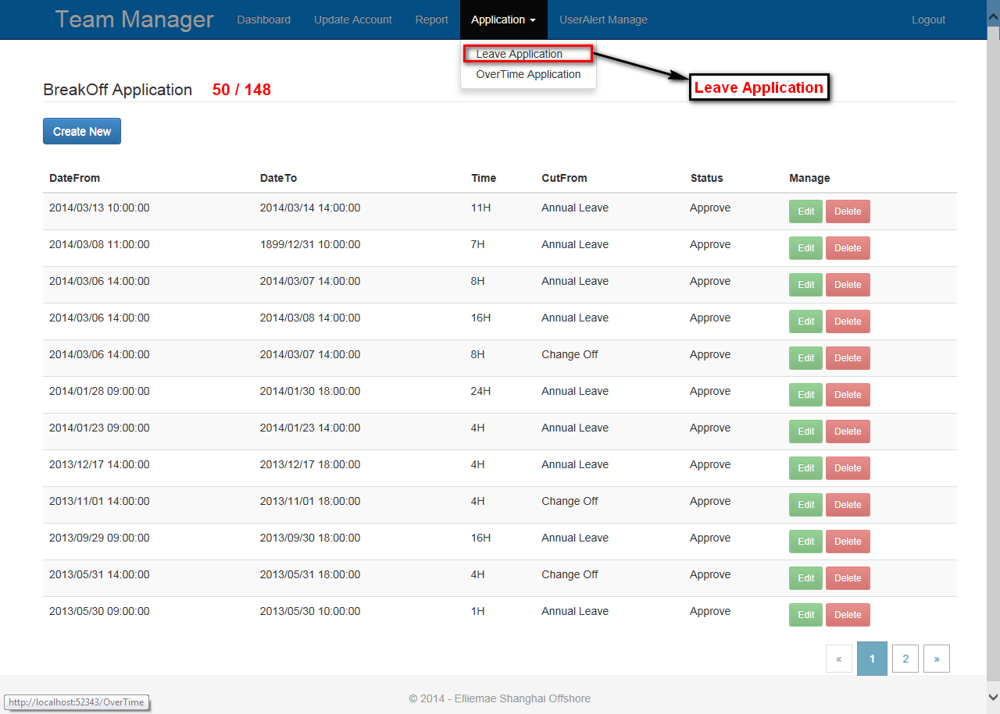 Team Manager Dashboard Update Account Report Application UserAlert Manage Logout
Leave Application
OverTime Application
Leave Application
BreakOff Application 50 / 148
Create New
DateFrom DateTo Time CutFrom Status Manage
2014/03/13 10:00:00 2014/03/14 14:00:00 11H Annual Leave Approve Edit Delete
2014/03/08 11:00:00 1899/12/31 10:00:00 7H Annual Leave Approve Edit Delete
2014/03/06 14:00:00 2014/03/07 14:00:00 8H Annual Leave Approve Edit Delete
2014/03/06 14:00:00 2014/03/08 14:00:00 16H Annual Leave Approve Edit Delete
2014/03/06 14:00:00 2014/03/07 14:00:00 8H Change Off Approve Edit Delete
2014/01/28 09:00:00 2014/01/30 18:00:00 24H Annual Leave Approve Edit Delete
2014/01/23 09:00:00 2014/01/23 14:00:00 4H Annual Leave Approve Edit Delete
2013/12/17 14:00:00 2013/12/17 18:00:00 4H Annual Leave Approve Edit Delete
2013/11/01 14:00:00 2013/11/01 18:00:00 4H Change Off Approve Edit Delete
2013/09/29 09:00:00 2013/09/30 18:00:00 16H Annual Leave Approve Edit Delete
2013/05/31 14:00:00 2013/05/31 18:00:00 4H Change Off Approve Edit Delete
2013/05/30 09:00:00 2013/05/30 10:00:00 1H Annual Leave Approve Edit Delete
« 1 2 »
© 2014 - Elliemae Shanghai Offshore
http://localhost:52343/OverTime